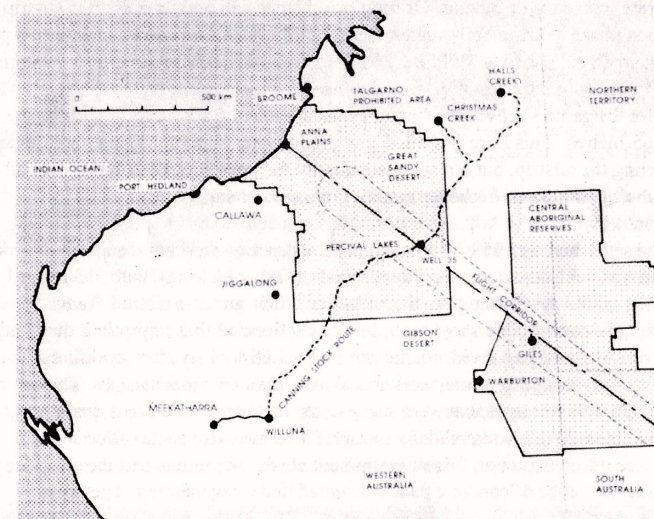 HALLS
CREEK
0
500 km
BROOME
TALGARNO
PROHIBITED AREA
NORTHERN
TERRITORY
CHRISTMAS
CREEK
ANNA
PLAINS
GREAT
SANDY
DESERT
INDIAN OCEAN
PORT HEDLAND
CALLAWA
CENTRAL
ABORIGINAL
RESERVES
PERCIVAL LAKES
WELL 35
JIGGALONG
FLIGHT CORRIDOR
GIBSON
DESERT
GILES
CANNING STOCK ROUTE
WARBURTON
MEEKATHARRA
WILLUNA
WESTERN
AUSTRALIA
SOUTH
AUSTRALIA